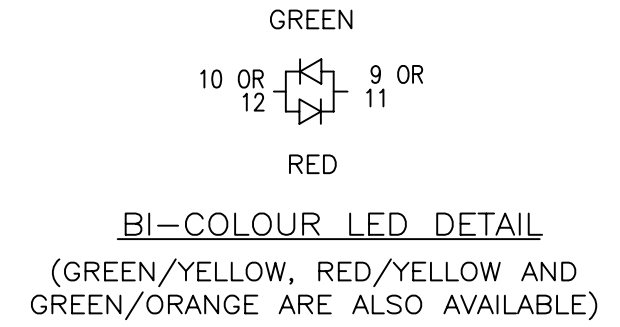 GREEN
10 OR 9 OR
12 11
RED
BI-COLOUR LED DETAIL
(GREEN/YELLOW, RED/YELLOW AND
GREEN/ORANGE ARE ALSO AVAILABLE)